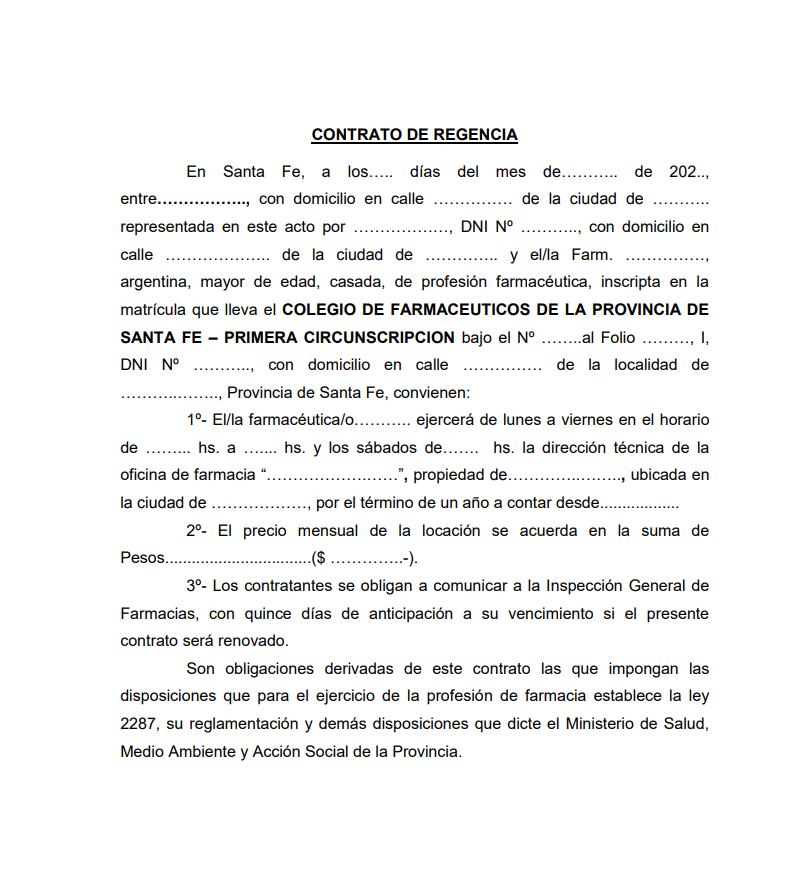 CONTRATO DE REGENCIA
En Santa Fe, a los….. días del mes de……….. de 202..,
entre…………….., con domicilio en calle …………… de la ciudad de ………..
representada en este acto por ………………, DNI Nº ……….., con domicilio en
calle ………………. de la ciudad de ………….. y el/la Farm. ……………,
argentina, mayor de edad, casada, de profesión farmacéutica, inscripta en la
matrícula que lleva el COLEGIO DE FARMACEUTICOS DE LA PROVINCIA DE
SANTA FE – PRIMERA CIRCUNSCRIPCION bajo el Nº ……..al Folio ………, I,
DNI Nº ……….., con domicilio en calle …………… de la localidad de
………..…….., Provincia de Santa Fe, convienen:
1º- El/la farmacéutica/o……….. ejercerá de lunes a viernes en el horario
de ……... hs. a …..... hs. y los sábados de……. hs. la dirección técnica de la
oficina de farmacia “………………..……”, propiedad de…………..…….., ubicada en
la ciudad de ………………, por el término de un año a contar desde..................
2º- El precio mensual de la locación se acuerda en la suma de
Pesos.................................($ …………..-).
3º- Los contratantes se obligan a comunicar a la Inspección General de
Farmacias, con quince días de anticipación a su vencimiento si el presente
contrato será renovado.
Son obligaciones derivadas de este contrato las que impongan las
disposiciones que para el ejercicio de la profesión de farmacia establece la ley
2287, su reglamentación y demás disposiciones que dicte el Ministerio de Salud,
Medio Ambiente y Acción Social de la Provincia.